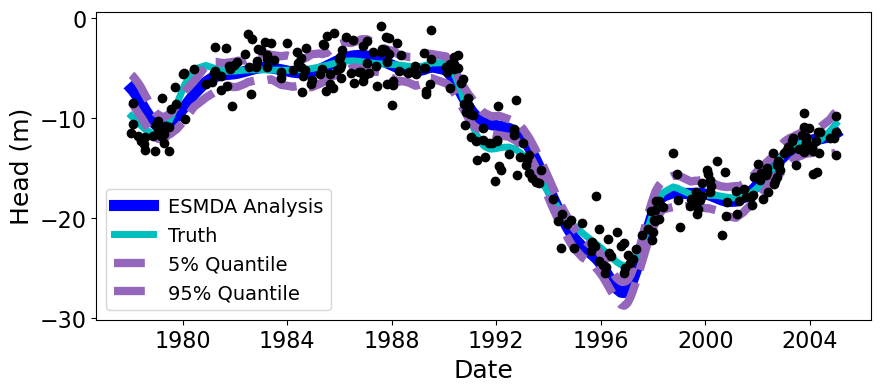 0
−10
−20
−30
Head (m)
ESMDA Analysis
Truth
5% Quantile
95% Quantile
1980 1984 1988 1992 1996 2000 2004
Date